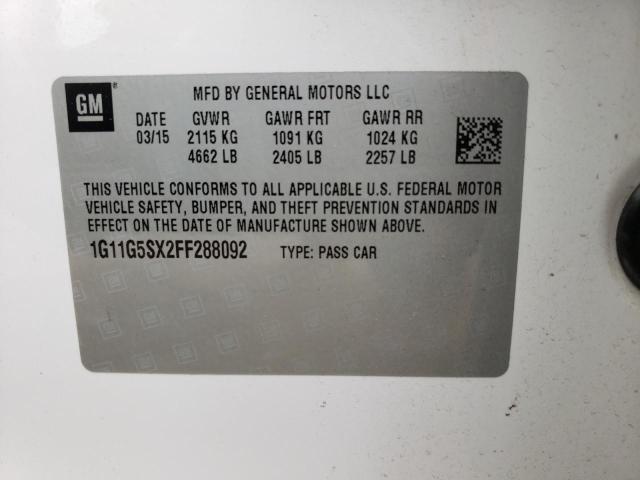 GM®
MFD BY GENERAL MOTORS LLC
DATE GVWR GAWR FRT GAWR RR
03/15 2115 KG 1091 KG 1024 KG
4662 LB 2405 LB 2257 LB
THIS VEHICLE CONFORMS TO ALL APPLICABLE U.S. FEDERAL MOTOR
VEHICLE SAFETY, BUMPER, AND THEFT PREVENTION STANDARDS IN
EFFECT ON THE DATE OF MANUFACTURE SHOWN ABOVE.
1G11G5SX2FF288092 TYPE: PASS CAR